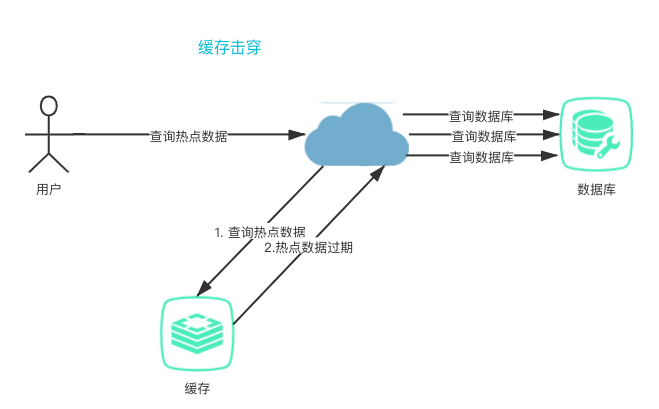 缓存击穿
查询数据库
查询热点数据
查询数据库
查询数据库
用户
数据库
1. 查询热点数据
2.热点数据过期
缓存